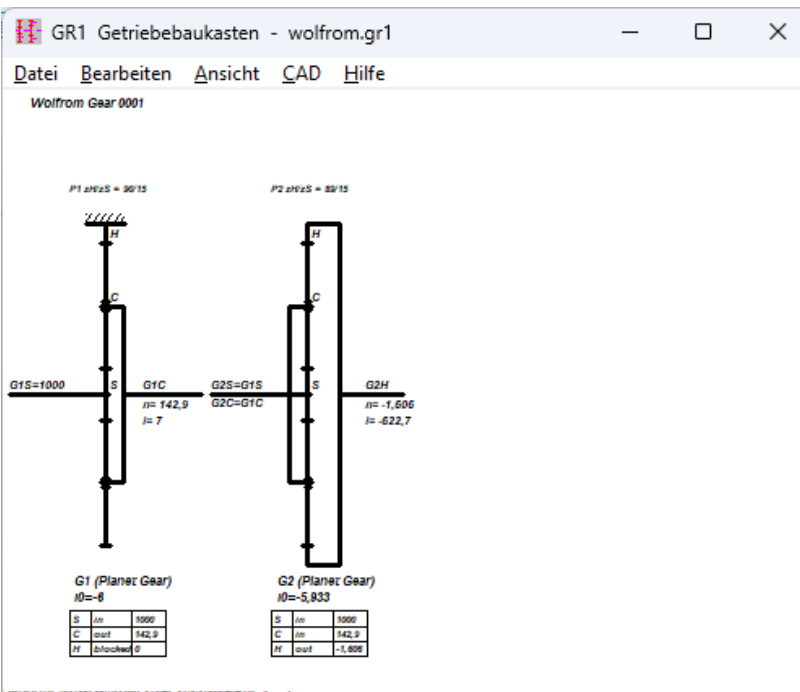 GR1 Getriebebaukasten - wolfrom.gr1
Datei Bearbeiten Ansicht CAD Hilfe
Wolfrom Gear 0001
P1 zH/zS = 90/15 P2 zH/zS = 89/15
H H
C C
G1S=1000 S G1C G2S=G1S S G2H
n= 142,9 G2C=G1C n= -1,606
i= 7 i= -622,7
G1 (Planet Gear) G2 (Planet Gear)
i0=-6 i0=-5,933
S in 1000 S in 1000
C out 142,9 C in 142,9
H blocked 0 H out -1,606